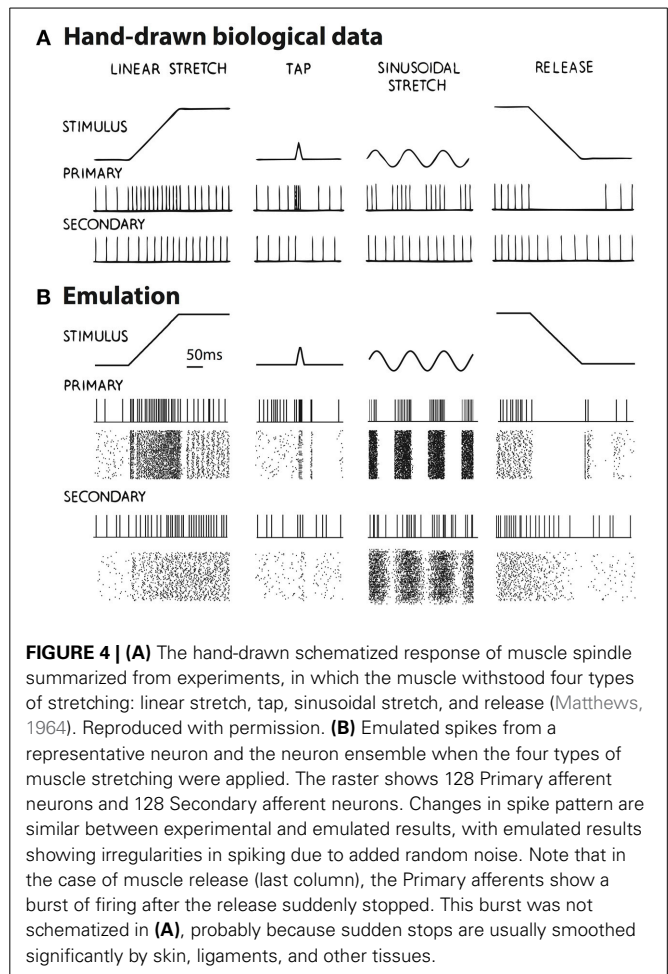 A Hand-drawn biological data
LINEAR STRETCH TAP SINUSOIDAL STRETCH RELEASE
STIMULUS
PRIMARY
SECONDARY
B Emulation
STIMULUS
50ms
PRIMARY
SECONDARY
FIGURE 4 | (A) The hand-drawn schematized response of muscle spindle
summarized from experiments, in which the muscle withstood four types
of stretching: linear stretch, tap, sinusoidal stretch, and release (Matthews,
1964). Reproduced with permission. (B) Emulated spikes from a
representative neuron and the neuron ensemble when the four types of
muscle stretching were applied. The raster shows 128 Primary afferent
neurons and 128 Secondary afferent neurons. Changes in spike pattern are
similar between experimental and emulated results, with emulated results
showing irregularities in spiking due to added random noise. Note that in
the case of muscle release (last column), the Primary afferents show a
burst of firing after the release suddenly stopped. This burst was not
schematized in (A), probably because sudden stops are usually smoothed
significantly by skin, ligaments, and other tissues.